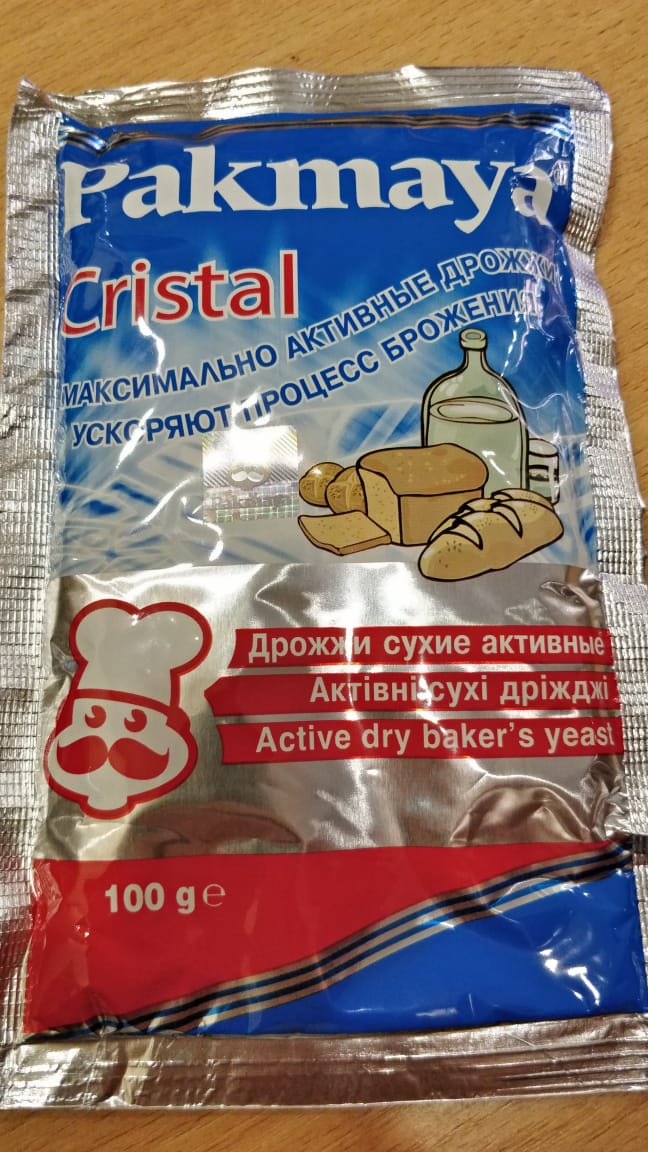 Pakmaya
Cristal
МАКСИМАЛЬНО АКТИВНЫЕ ДРОЖЖИ
УСКОРЯЮТ ПРОЦЕСС БРОЖЕНИЯ
Дрожжи сухие активные
Активні сухі дріжджі
Active dry baker's yeast
100 g e